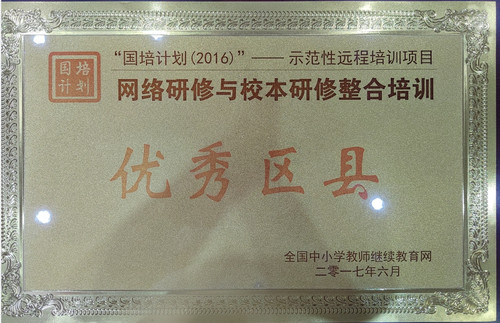 国培
计划
“国培计划(2016)”——示范性远程培训项目
网络研修与校本研修整合培训
优秀区县
全国中小学教师继续教育网
二零一七年六月